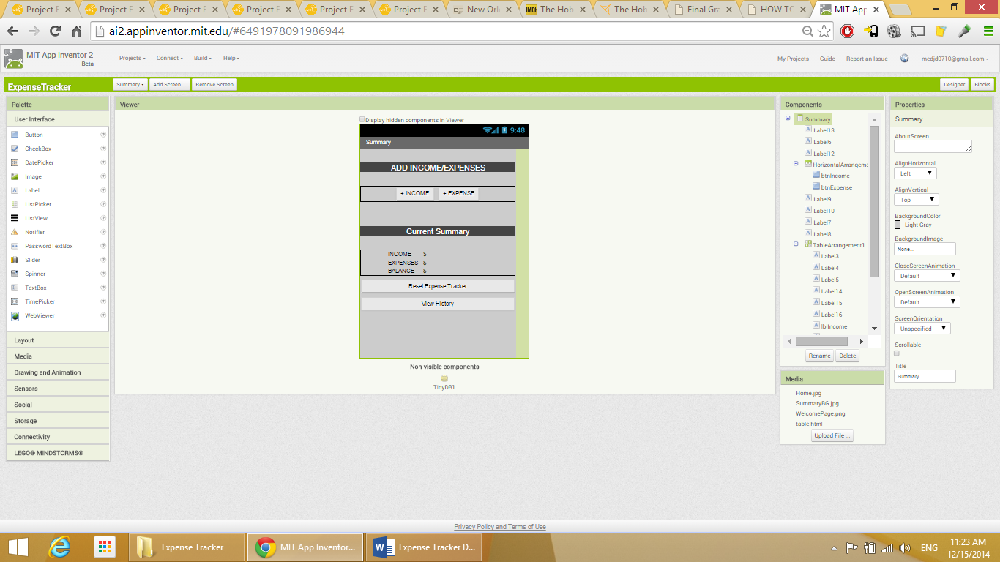 Project F
Project F
Project F
Project F
Project F
Project F
New Orl
IMDb The Hob
The Hob
Final Gra
HOW TO
MIT App
ai2.appinventor.mit.edu/#6491978091986944
MIT App Inventor 2
Beta
Projects
Connect
Build
Help
My Projects
Guide
Report an Issue
medjd0710@gmail.com
ExpenseTracker
Summary
Add Screen ...
Remove Screen
Designer
Blocks
Palette
User Interface
Button
CheckBox
DatePicker
Image
Label
ListPicker
ListView
Notifier
PasswordTextBox
Slider
Spinner
TextBox
TimePicker
WebViewer
Layout
Media
Drawing and Animation
Sensors
Social
Storage
Connectivity
LEGO® MINDSTORMS®
Viewer
Display hidden components in Viewer
9:48
Summary
ADD INCOME/EXPENSES
+ INCOME
+ EXPENSE
Current Summary
INCOME $
EXPENSES $
BALANCE $
Reset Expense Tracker
View History
Non-visible components
TinyDB1
Components
Summary
Label13
Label6
Label12
HorizontalArrangeme
btnIncome
btnExpense
Label9
Label10
Label7
Label8
TableArrangement1
Label3
Label4
Label5
Label14
Label15
Label16
lblIncome
Rename
Delete
Media
Home.jpg
SummaryBG.jpg
WelcomePage.png
table.html
Upload File ...
Properties
Summary
AboutScreen
AlignHorizontal
Left
AlignVertical
Top
BackgroundColor
Light Gray
BackgroundImage
None...
CloseScreenAnimation
Default
OpenScreenAnimation
Default
ScreenOrientation
Unspecified
Scrollable
Title
Summary
Privacy Policy and Terms of Use
Expense Tracker
MIT App Inventor...
Expense Tracker D...
ENG
11:23 AM
12/15/2014